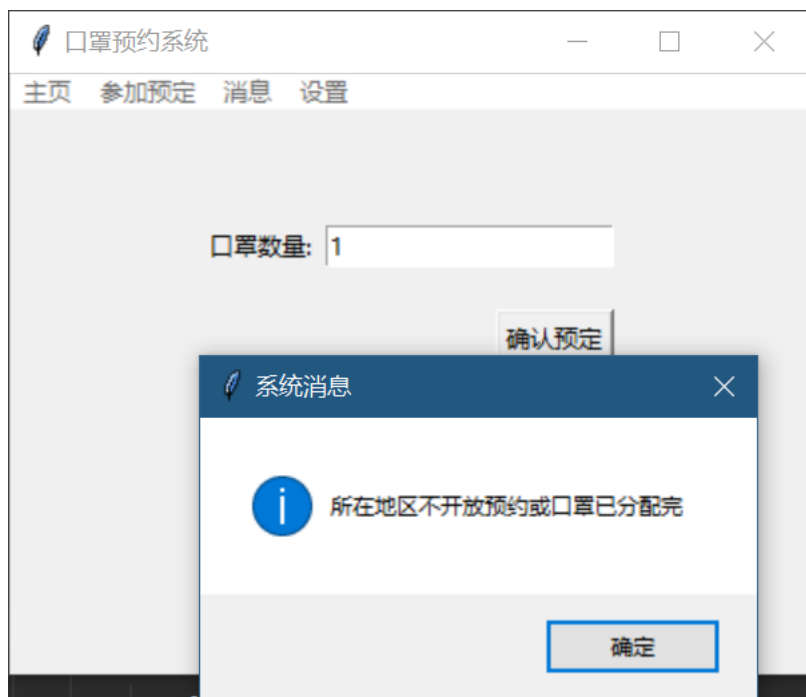 口罩预约系统
主页 参加预定 消息 设置
口罩数量: 1
确认预定
系统消息
所在地区不开放预约或口罩已分配完
确定